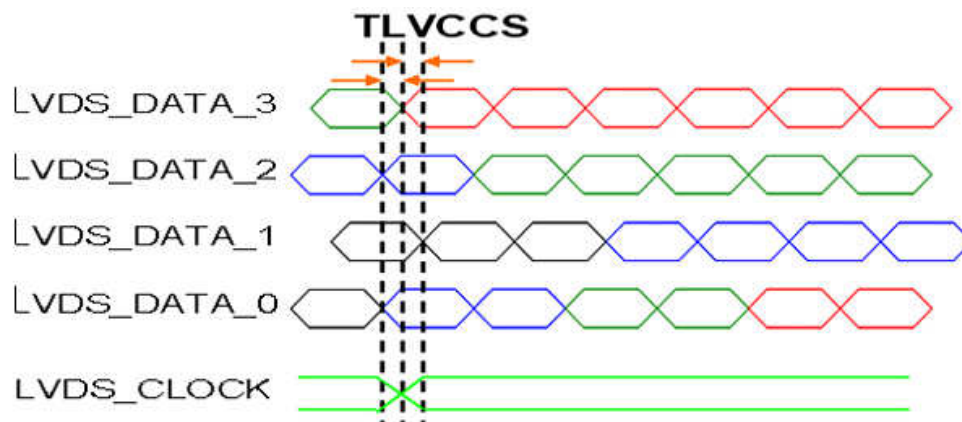 TLVCCS
LVDS_DATA_3
LVDS_DATA_2
LVDS_DATA_1
LVDS_DATA_0
LVDS_CLOCK